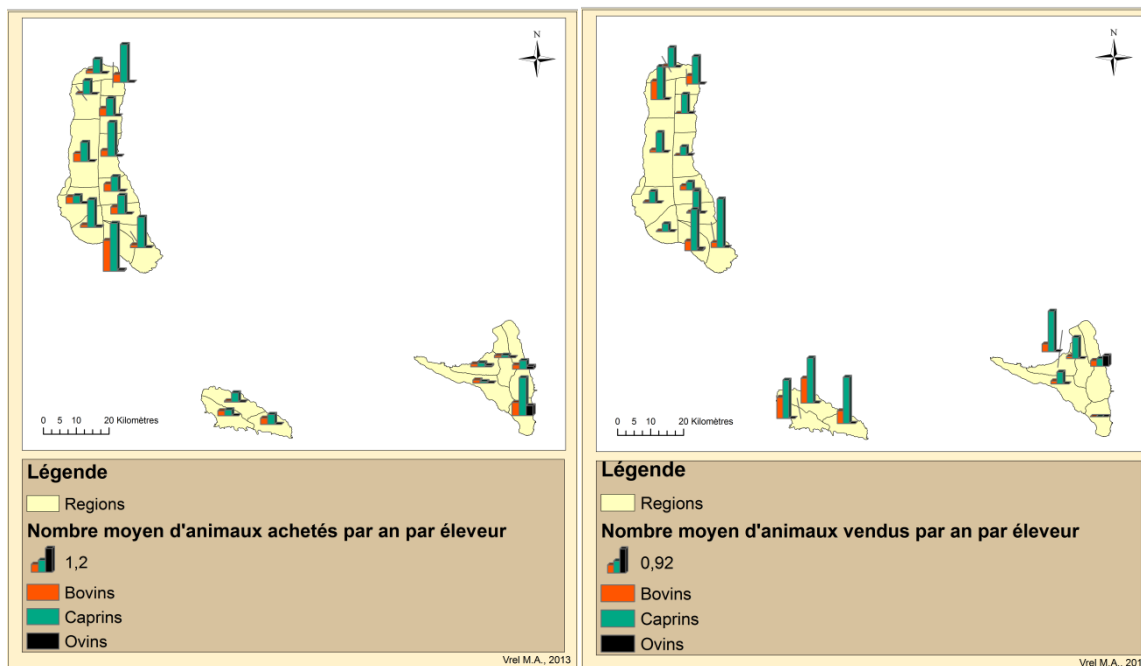 N
0 5 10 20 Kilomètres
Légende
Regions
Nombre moyen d'animaux achetés par an par éleveur
1,2
Bovins
Caprins
Ovins
Vrel M.A., 2013
N
0 5 10 20 Kilomètres
Légende
Regions
Nombre moyen d'animaux vendus par an par éleveur
0,92
Bovins
Caprins
Ovins
Vrel M.A., 201